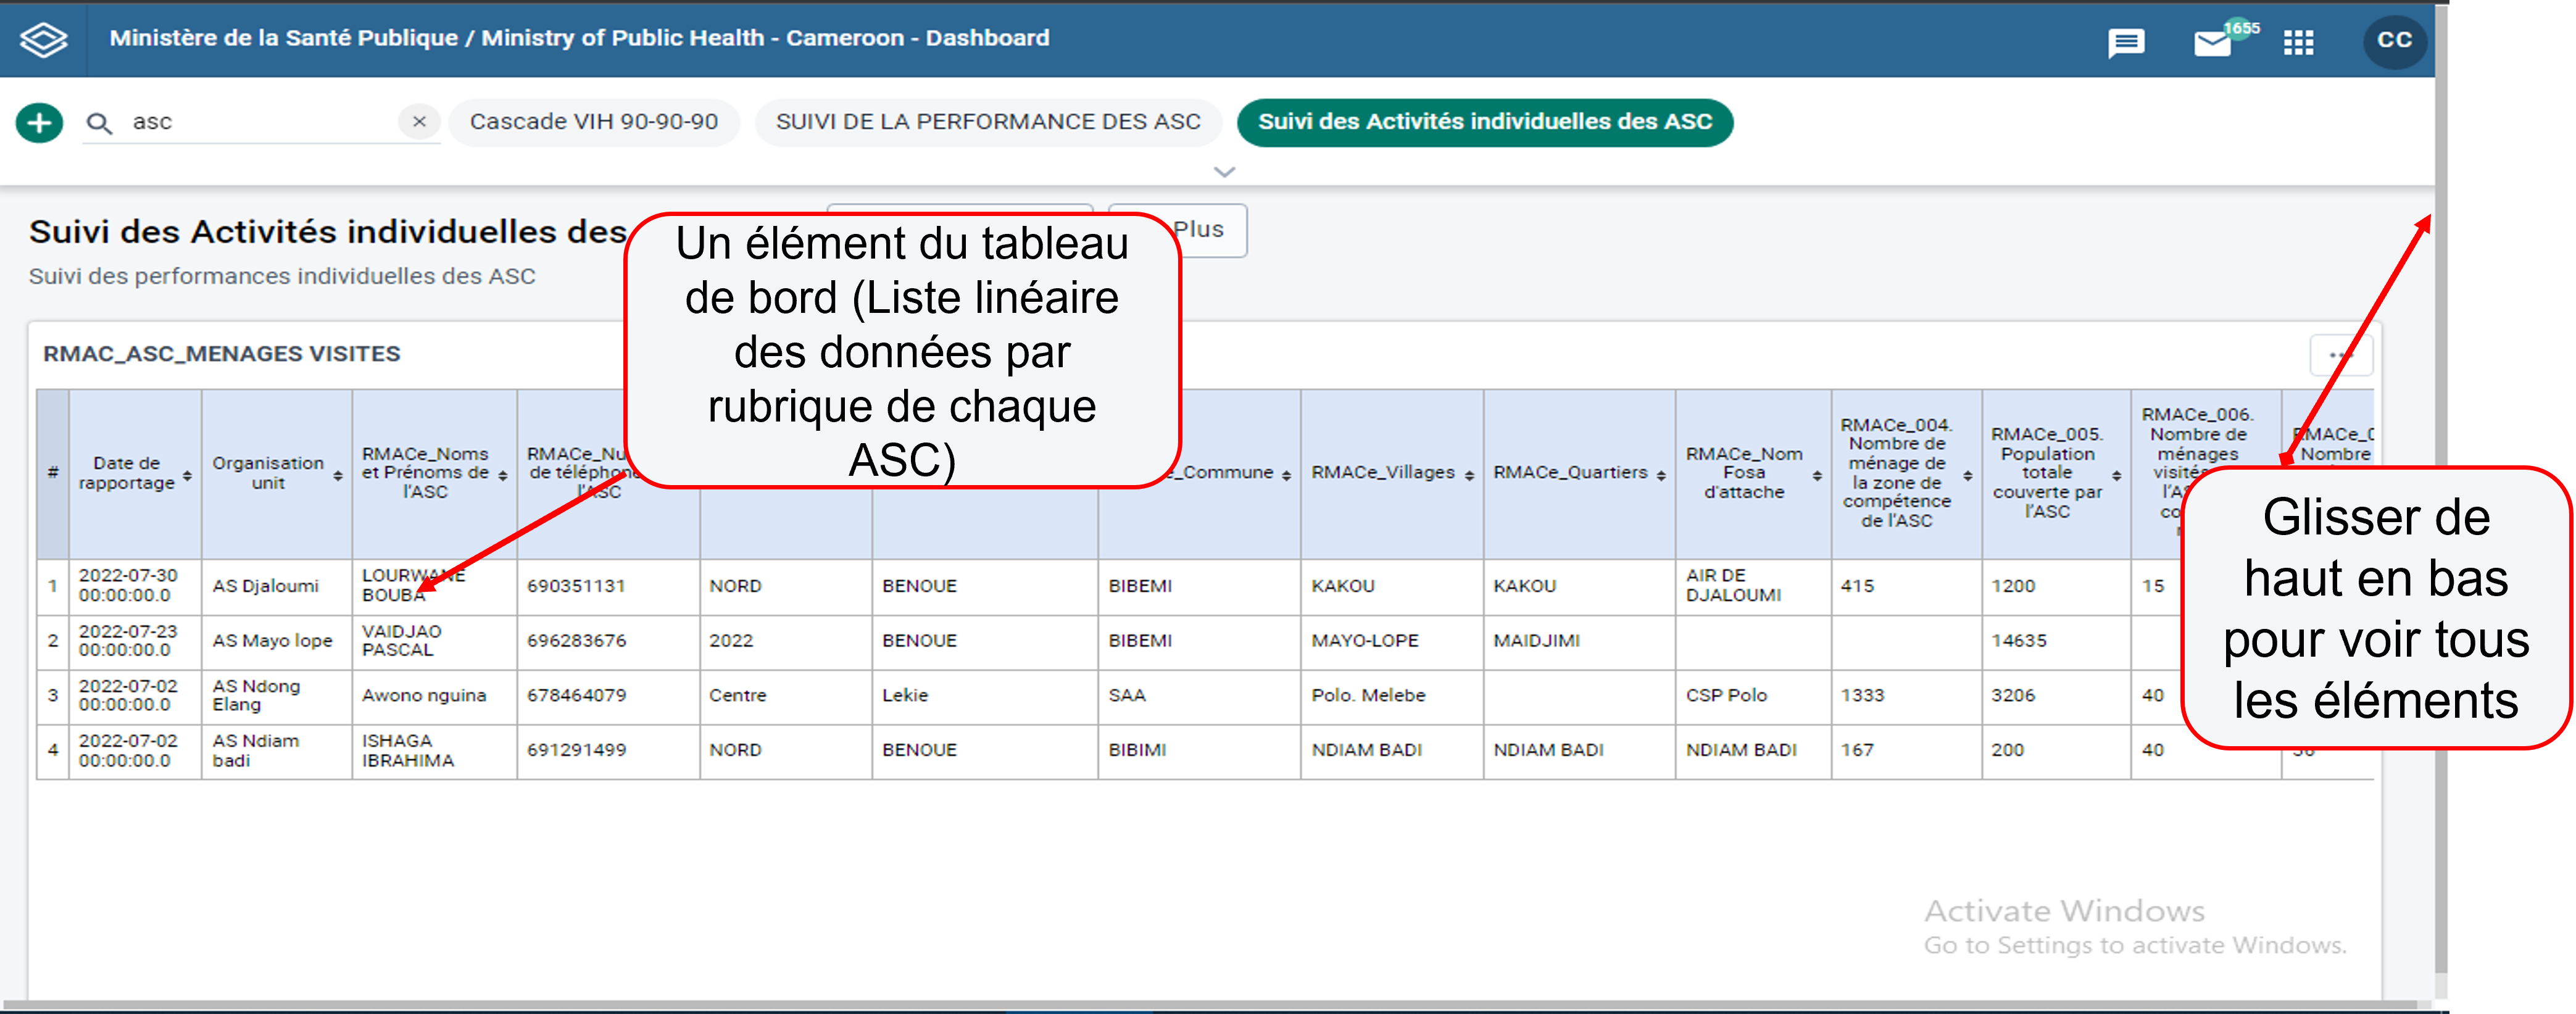 Ministère de la Santé Publique / Ministry of Public Health - Cameroon - Dashboard
1655
CC
asc
Cascade VIH 90-90-90
SUIVI DE LA PERFORMANCE DES ASC
Suivi des Activités individuelles des ASC
Suivi des Activités individuelles des
Plus
Suivi des performances individuelles des ASC
Un élément du tableau
de bord (Liste linéaire
des données par
rubrique de chaque
ASC)
RMAC_ASC_MENAGES VISITES
#
Date de
rapportage
Organisation
unit
RMACe_Noms
et Prénoms de
l'ASC
de téléphone
l'ASC
_Commune
RMACe_Villages
RMACe_Quartiers
RMACe_Nom
Fosa
d'attache
RMACe_004.
Nombre de
ménage de
la zone de
compétence
de l'ASC
RMACe_005.
Population
totale
couverte par
l'ASC
RMACe_006.
Nombre de
ménages
Nombre
1 2022-07-30 00:00:00.0 AS Djaloumi LOURWANE BOUBA 690351131 NORD BENOUE BIBEMI KAKOU KAKOU AIR DE DJALOUMI 415 1200 15
2 2022-07-23 00:00:00.0 AS Mayo lope VAIDJAO PASCAL 696283676 2022 BENOUE BIBEMI MAYO-LOPE MAIDJIMI 14635
3 2022-07-02 00:00:00.0 AS Ndong Elang Awono nguina 678464079 Centre Lekie SAA Polo. Melebe CSP Polo 1333 3206 40
4 2022-07-02 00:00:00.0 AS Ndiam badi ISHAGA IBRAHIMA 691291499 NORD BENOUE BIBIMI NDIAM BADI NDIAM BADI NDIAM BADI 167 200 40
Glisser de
haut en bas
pour voir tous
les éléments
Activate Windows
Go to Settings to activate Windows.